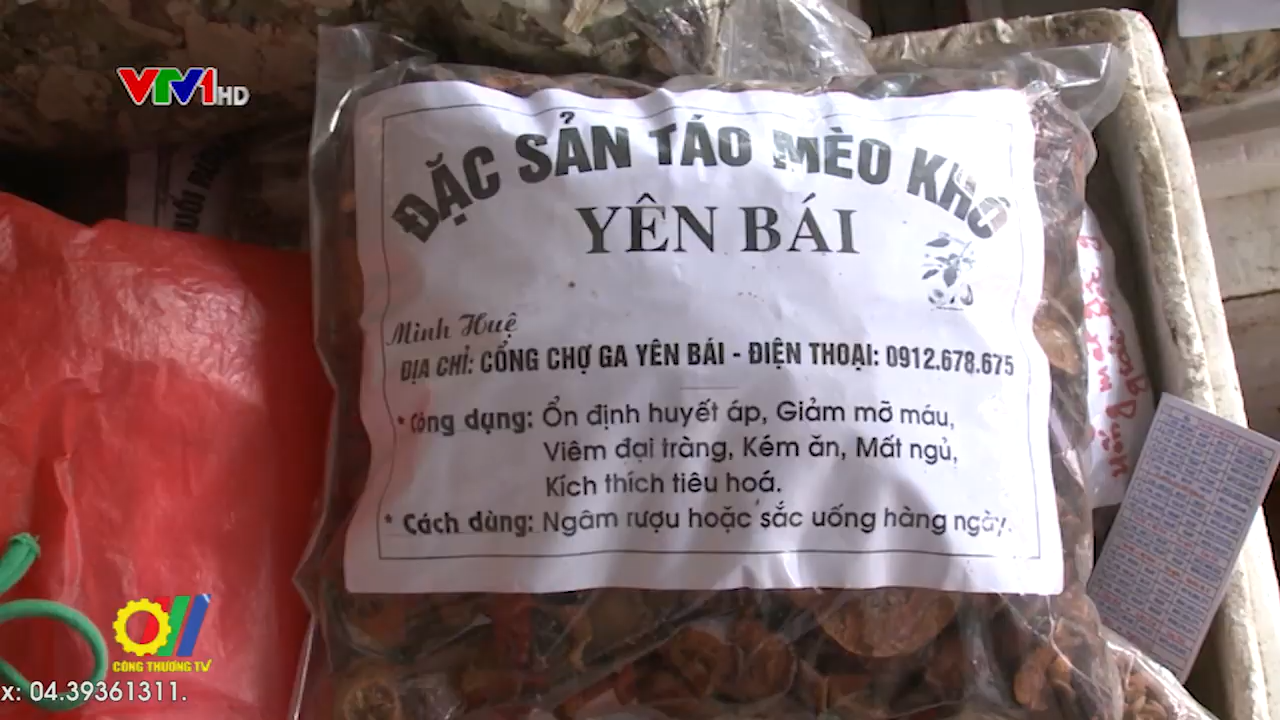 VTV1 HD
ĐẶC SẢN TÁO MÈO KHÔ
YÊN BÁI
Minh Huệ
ĐỊA CHỈ: CỔNG CHỢ GA YÊN BÁI - ĐIỆN THOẠI: 0912.678.675
* Công dụng: Ổn định huyết áp, Giảm mỡ máu,
Viêm đại tràng, Kém ăn, Mất ngủ,
Kích thích tiêu hoá.
* Cách dùng: Ngâm rượu hoặc sắc uống hàng ngày.
CÔNG THƯƠNG TV
x: 04.39361311.